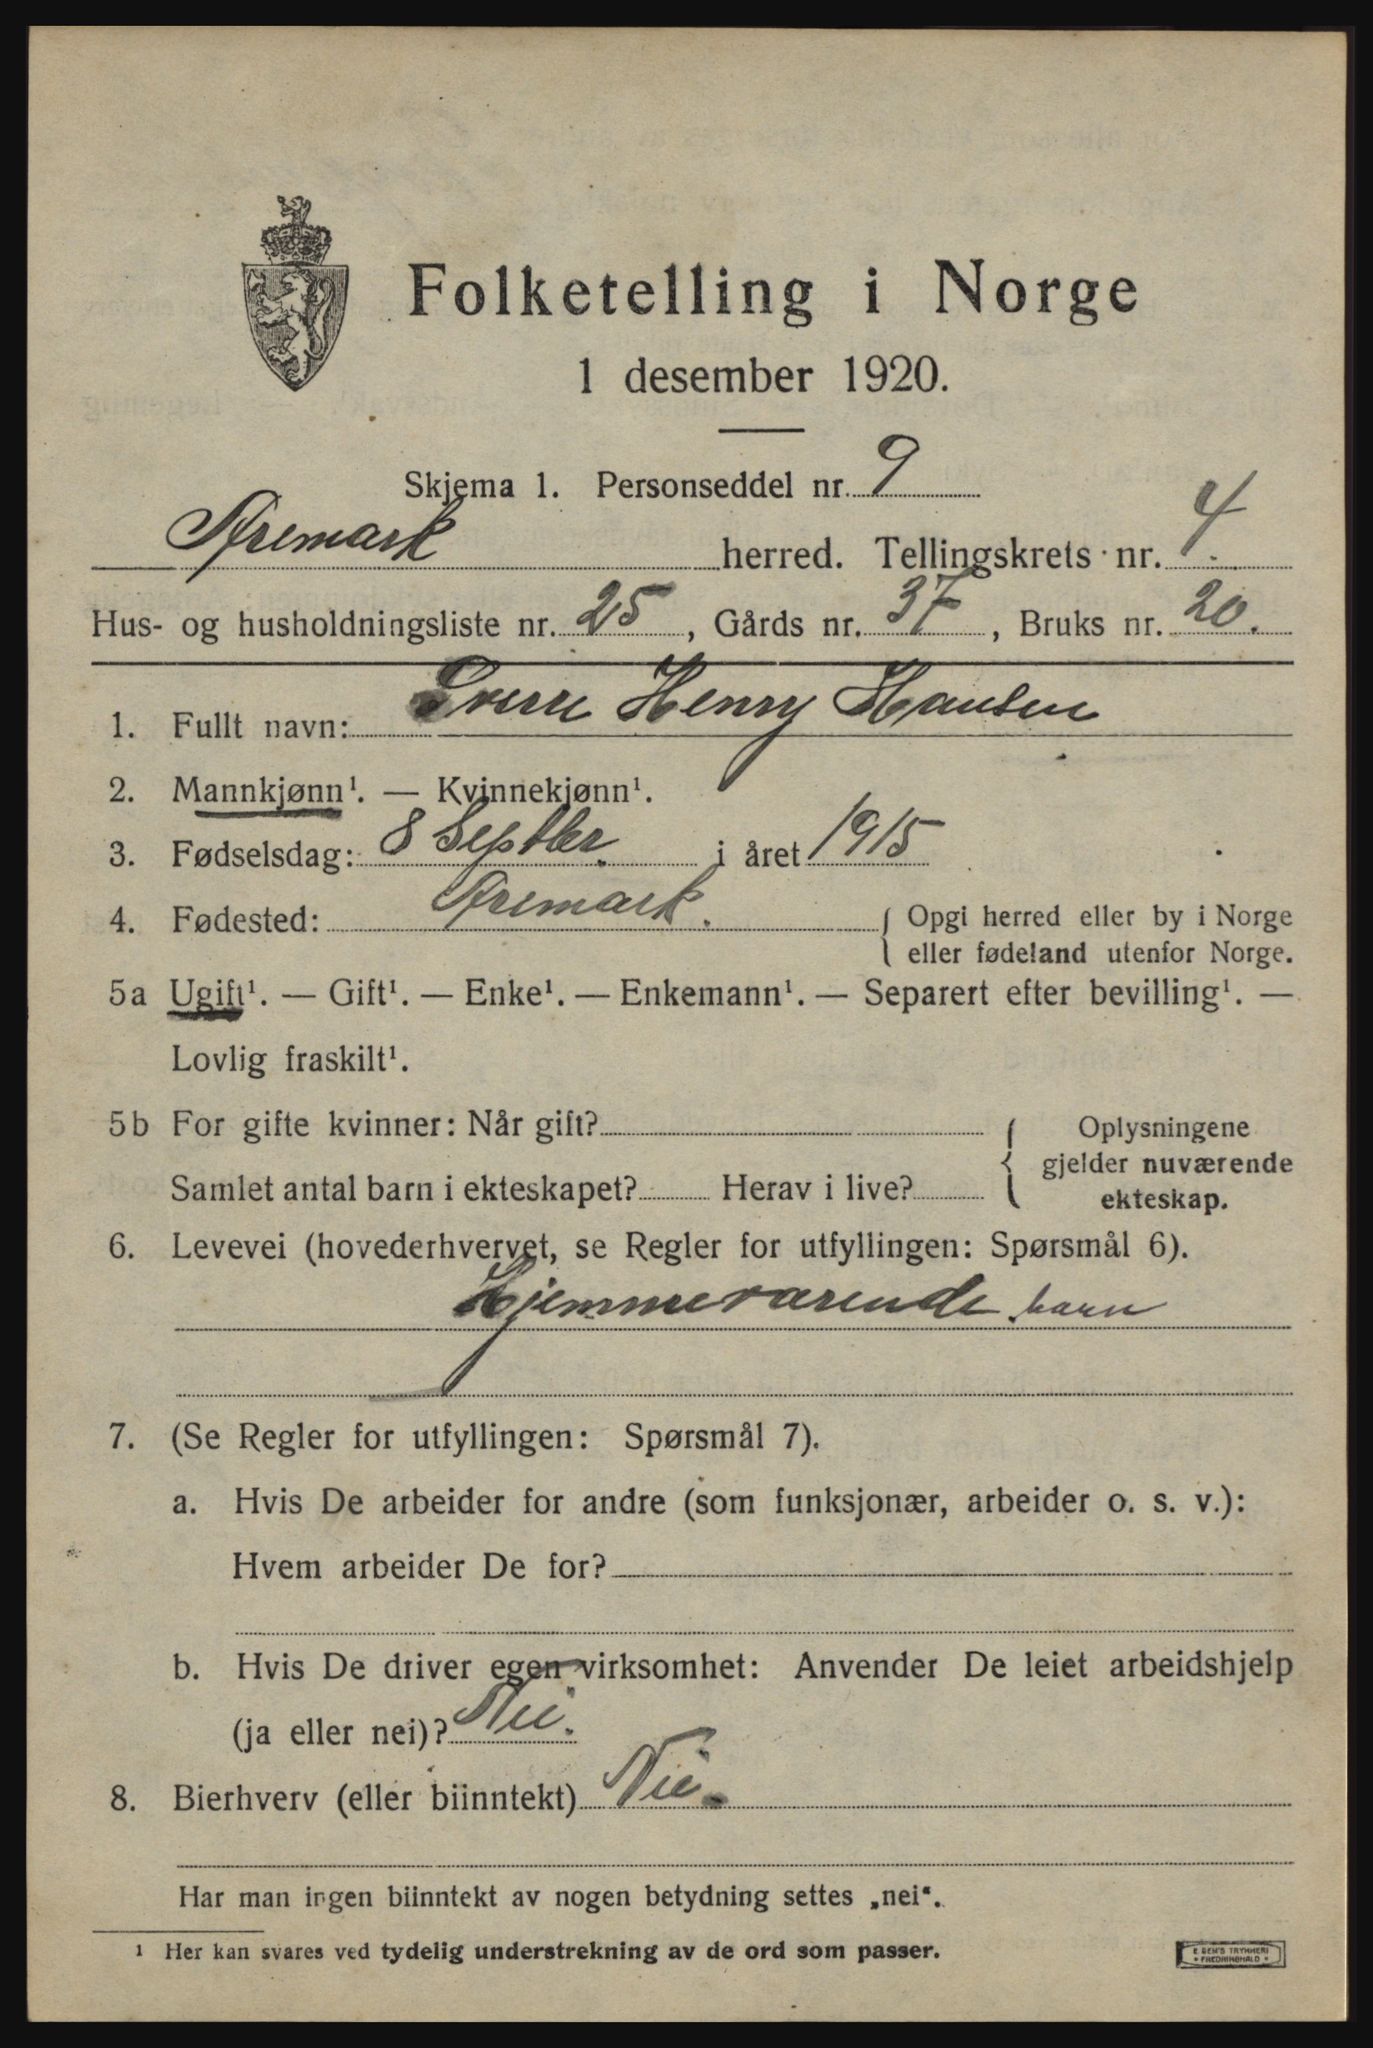 Folketelling i Norge
1 desember 1920.
Skjema 1. Personseddel nr. 9
Aremark herred. Tellingskrets nr. 4
Hus- og husholdningsliste nr. 25, Gårds nr. 37, Bruks nr. 20.
1. Fullt navn: Sverre Henry Hansen
2. Mannkjønn¹. — Kvinnekjønn¹.
3. Fødselsdag: 8 Septbr. i året 1915
4. Fødested: Aremark. { Opgi herred eller by i Norge
eller fødeland utenfor Norge.
5a Ugift¹. — Gift¹. — Enke¹. — Enkemann¹. — Separert efter bevilling¹. —
Lovlig fraskilt¹.
5b For gifte kvinner: Når gift? { Oplysningene
gjelder nuværende
Samlet antal barn i ekteskapet? Herav i live?
ekteskap.
6. Levevei (hovederhvervet, se Regler for utfyllingen: Spørsmål 6).
Hjemmeværende barn
7. (Se Regler for utfyllingen: Spørsmål 7).
a. Hvis De arbeider for andre (som funksjonær, arbeider o. s. v.):
Hvem arbeider De for?
b. Hvis De driver egen virksomhet: Anvender De leiet arbeidshjelp
(ja eller nei)? Nei.
8. Bierhverv (eller biinntekt) Nei.
Har man ingen biinntekt av nogen betydning settes „nei“.
¹ Her kan svares ved tydelig understrekning av de ord som passer.
E SEM'S TRYKKERI
• FREDRIKSHALD •